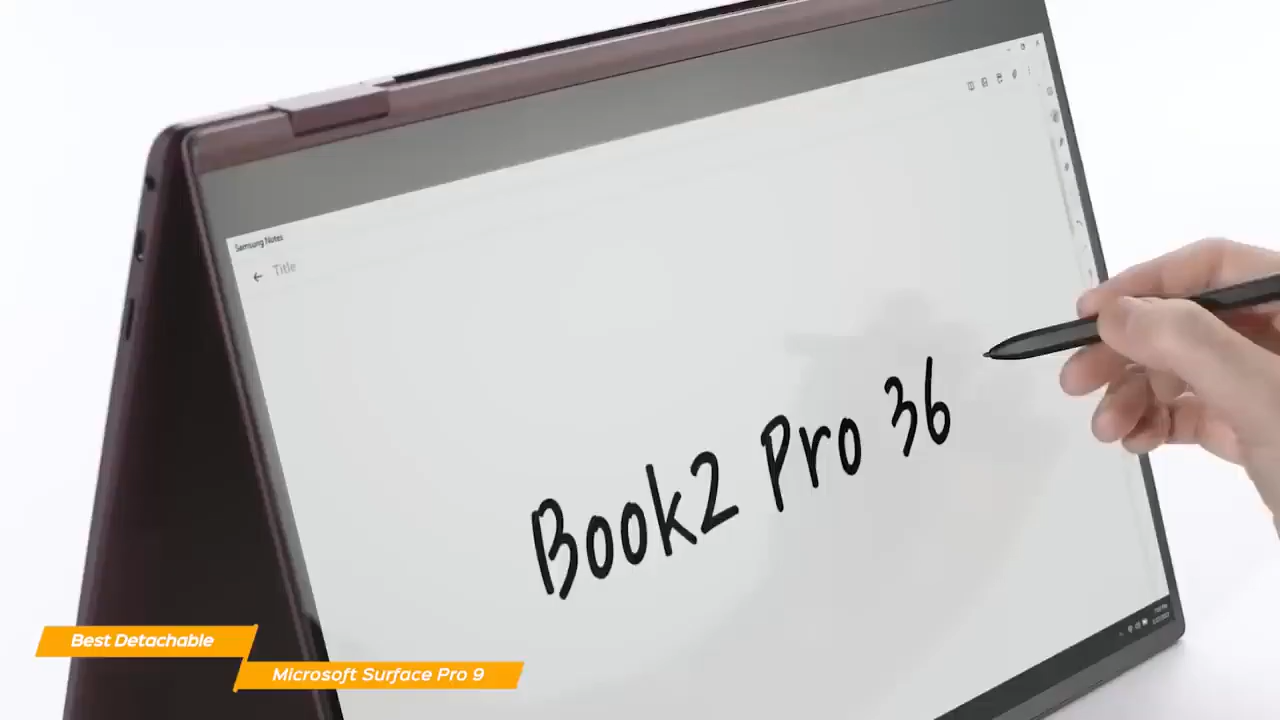 Samsung Notes
Title
Book2 Pro 36
Best Detachable
Microsoft Surface Pro 9